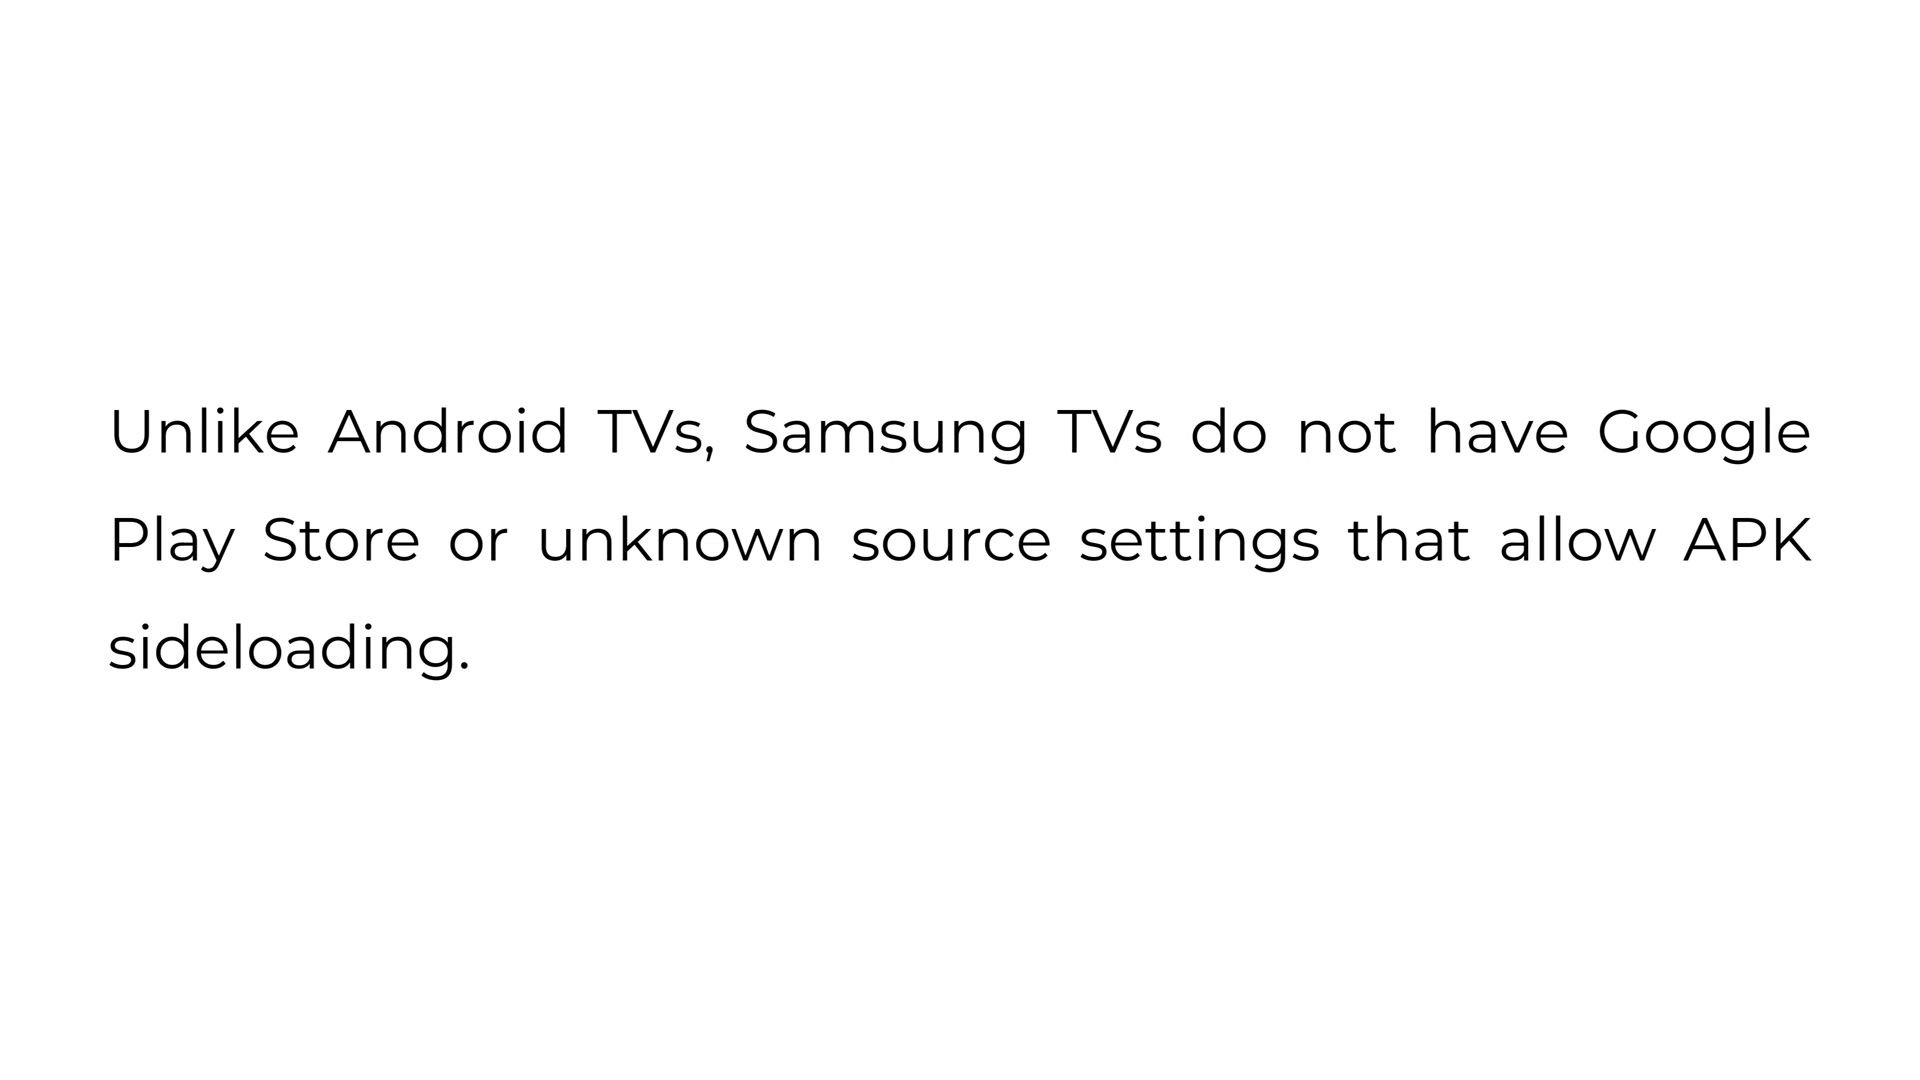 Unlike Android TVs, Samsung TVs do not have Google
Play Store or unknown source settings that allow APK
sideloading.